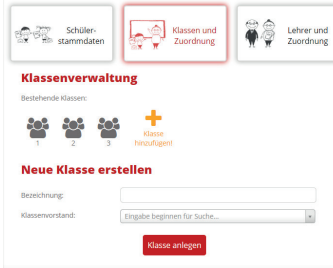 Schüler-
stammdaten
Klassen und
Zuordnung
Lehrer und
Zuordnung
Klassenverwaltung
Bestehende Klassen:
1 2 3 Klasse
hinzufügen!
Neue Klasse erstellen
Bezeichnung:
Klassenvorstand: Eingabe beginnen für Suche...
Klasse anlegen